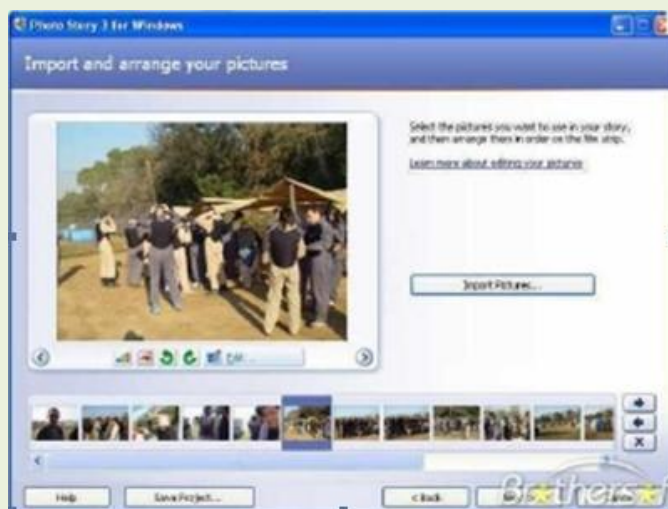 Photo Story 3 for Windows
Import and arrange your pictures
Select the pictures you want to use in your story,
and then arrange them in order on the film strip.
Learn more about editing your pictures
Import Pictures...
Edit...
Help
Save Project...
< Back
Brothersoft